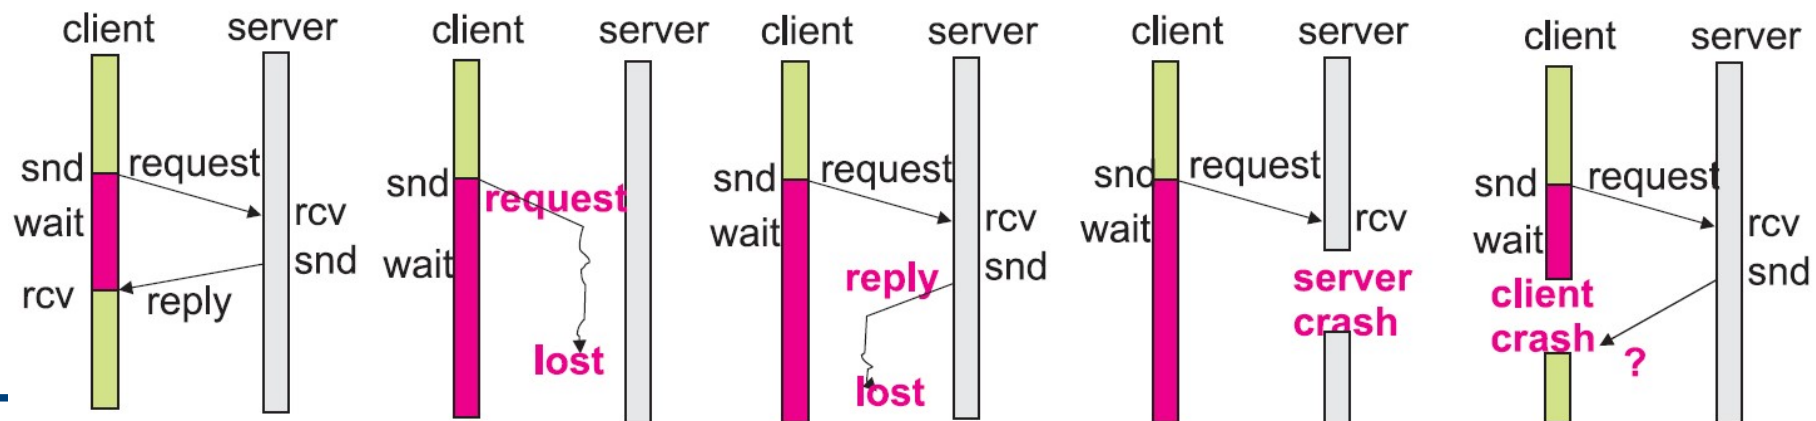 client server
snd request
wait
rcv
snd
rcv reply
client server
snd request
wait
lost
client server
snd request
wait
rcv
snd
reply
lost
client server
snd request
wait
rcv
server
crash
client server
snd request
wait
rcv
snd
client
crash
?